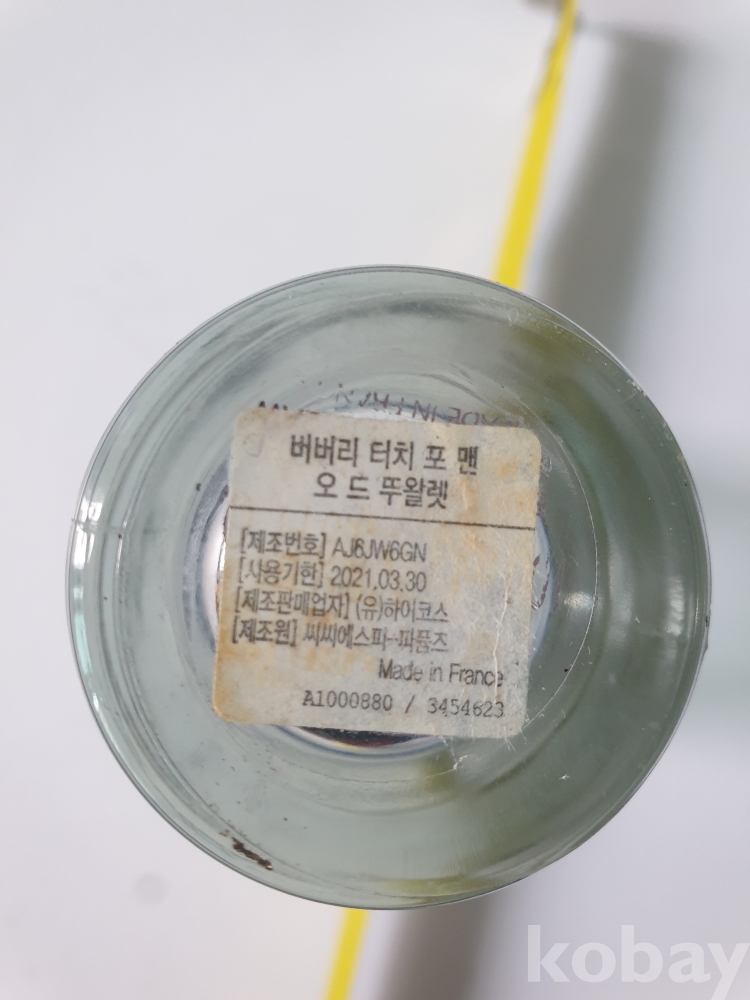 버버리 터치 포 맨
오 드 뚜왈렛
[제조번호] AJ6JW6GN
[사용기한] 2021.03.30
[제조판매업자] (유)하이코스
[제조원] 씨씨에스피-퍼퓸즈
Made in France
A1000880 / 3454623
kobay